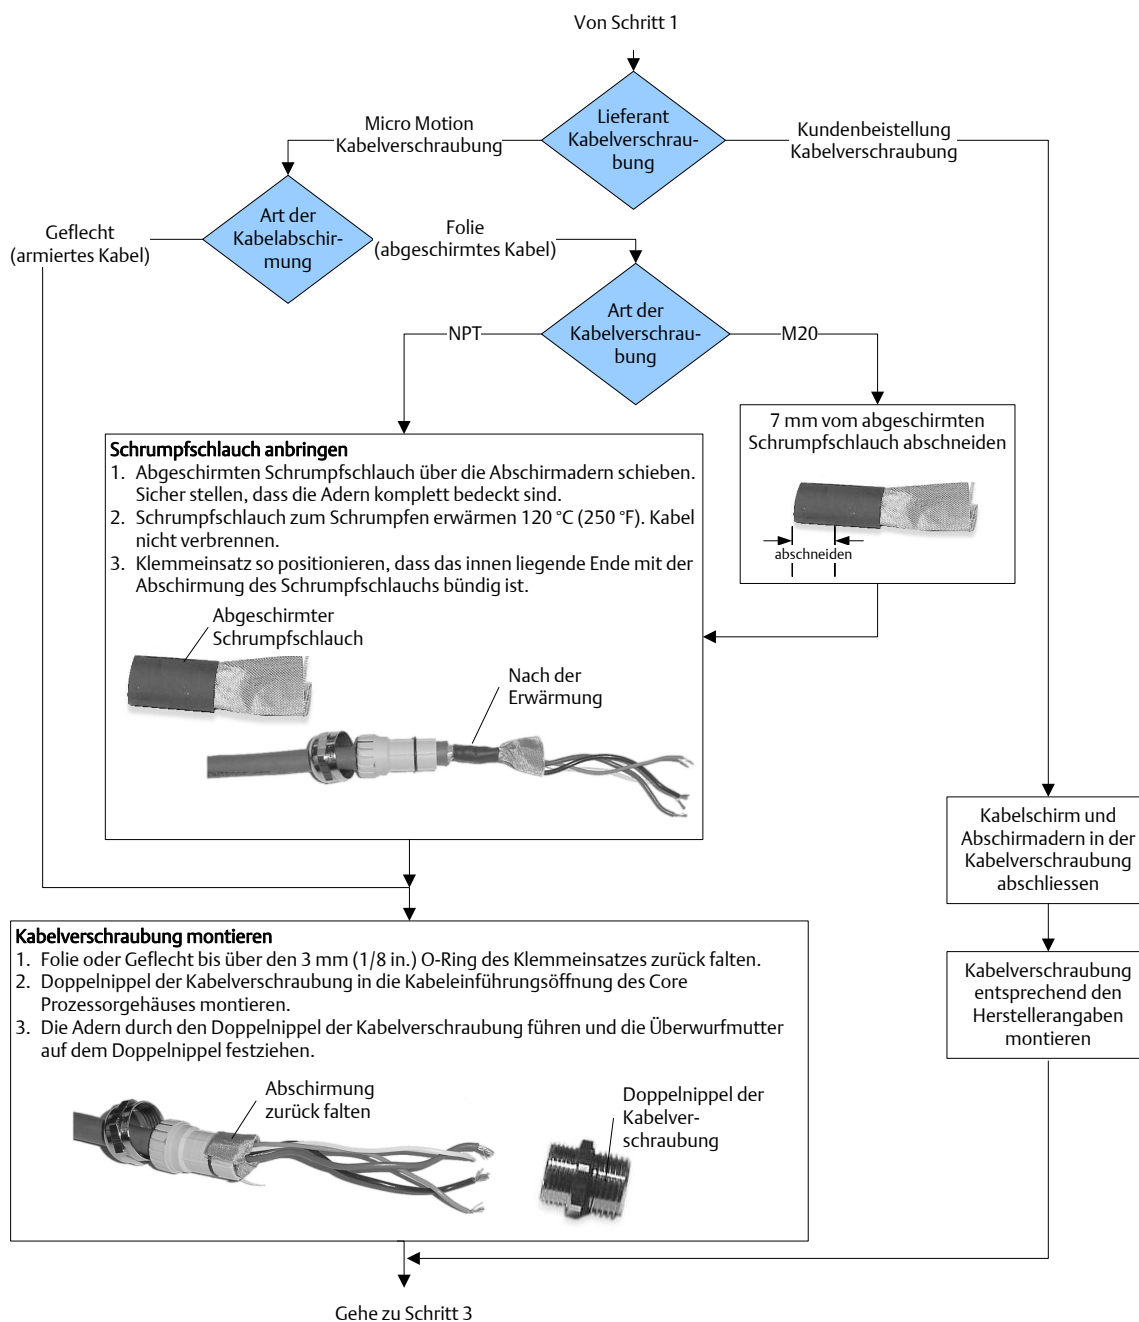 Von Schritt 1
Lieferant
Kabelverschrau-
bung
Micro Motion
Kabelverschraubung
Kundenbeistellung
Kabelverschraubung
Art der
Kabelabschir-
mung
Geflecht
(armiertes Kabel)
Folie
(abgeschirmtes Kabel)
Art der
Kabelverschrau-
bung
NPT
M20
7 mm vom abgeschirmten
Schrumpfschlauch abschneiden
abschneiden
Schrumpfschlauch anbringen
1. Abgeschirmten Schrumpfschlauch über die Abschirmadern schieben.
Sicher stellen, dass die Adern komplett bedeckt sind.
2. Schrumpfschlauch zum Schrumpfen erwärmen 120 °C (250 °F). Kabel
nicht verbrennen.
3. Klemmeinsatz so positionieren, dass das innen liegende Ende mit der
Abschirmung des Schrumpfschlauchs bündig ist.
Abgeschirmter
Schrumpfschlauch
Nach der
Erwärmung
Kabelschirm und
Abschirmadern in der
Kabelverschraubung
abschliessen
Kabelverschraubung montieren
1. Folie oder Geflecht bis über den 3 mm (1/8 in.) O-Ring des Klemmeinsatzes zurück falten.
2. Doppelnippel der Kabelverschraubung in die Kabeleinführungsöffnung des Core
Prozessorgehäuses montieren.
3. Die Adern durch den Doppelnippel der Kabelverschraubung führen und die Überwurfmutter
auf dem Doppelnippel festziehen.
Abschirmung
zurück falten
Doppelnippel der
Kabelver-
schraubung
Kabelverschraubung
entsprechend den
Herstellerangaben
montieren
Gehe zu Schritt 3